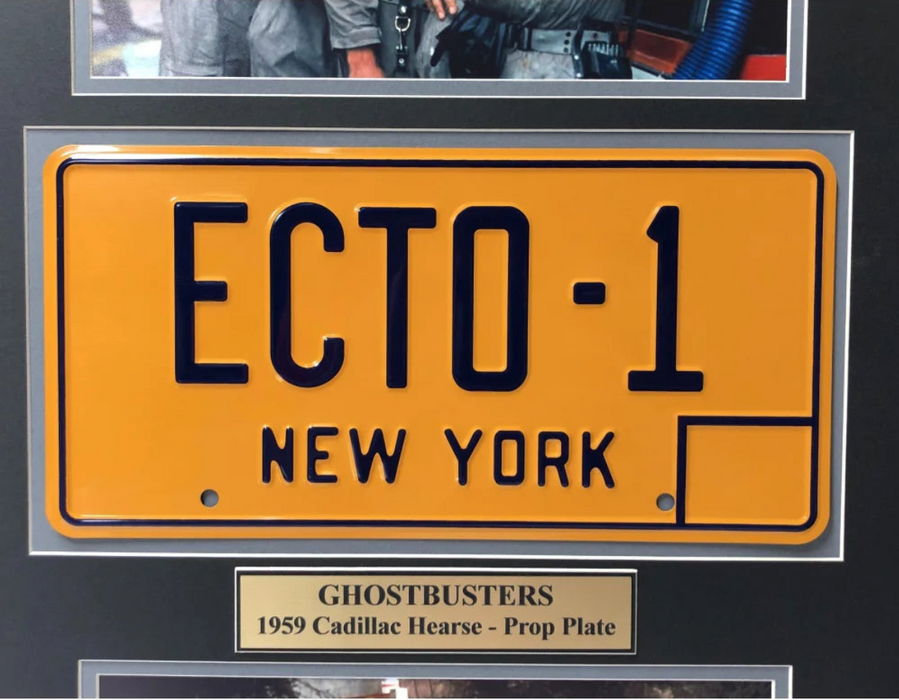 ECTO-1
NEW YORK
GHOSTBUSTERS
1959 Cadillac Hearse - Prop Plate